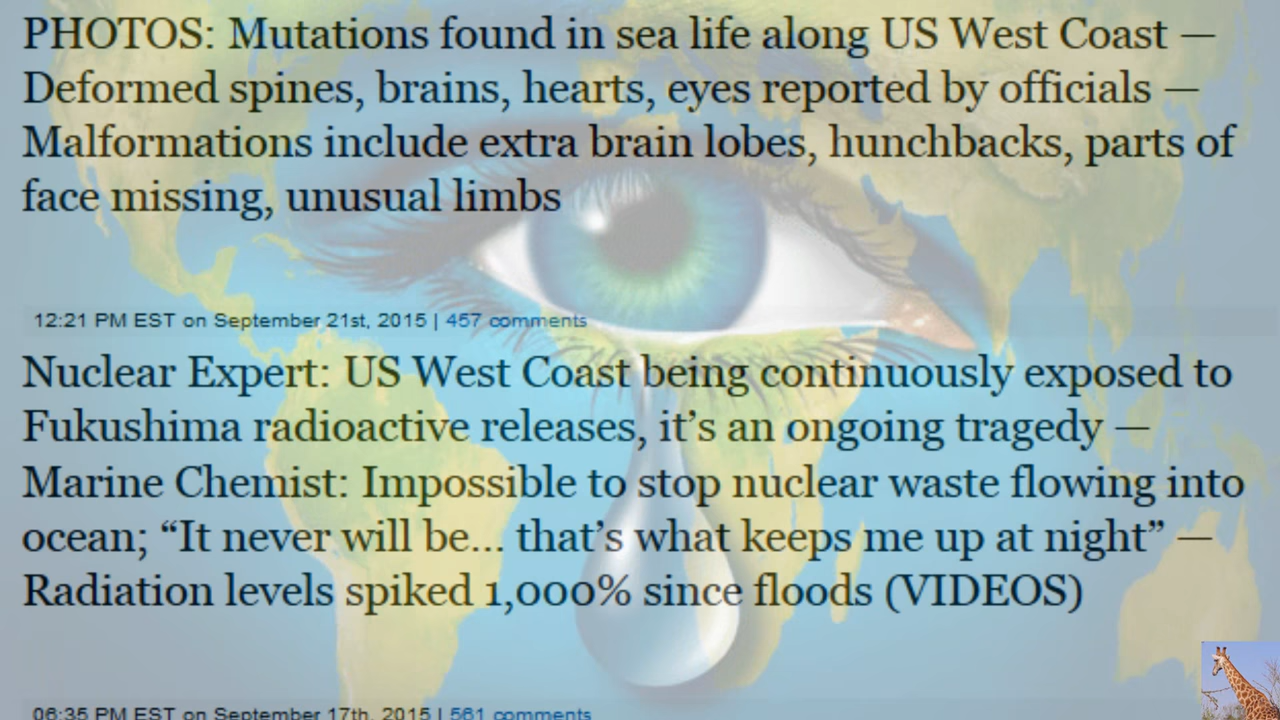 PHOTOS: Mutations found in sea life along US West Coast —
Deformed spines, brains, hearts, eyes reported by officials —
Malformations include extra brain lobes, hunchbacks, parts of
face missing, unusual limbs
12:21 PM EST on September 21st, 2015 | 457 comments
Nuclear Expert: US West Coast being continuously exposed to
Fukushima radioactive releases, it’s an ongoing tragedy —
Marine Chemist: Impossible to stop nuclear waste flowing into
ocean; “It never will be... that’s what keeps me up at night” —
Radiation levels spiked 1,000% since floods (VIDEOS)
06:35 PM EST on September 17th, 2015 | 561 comments